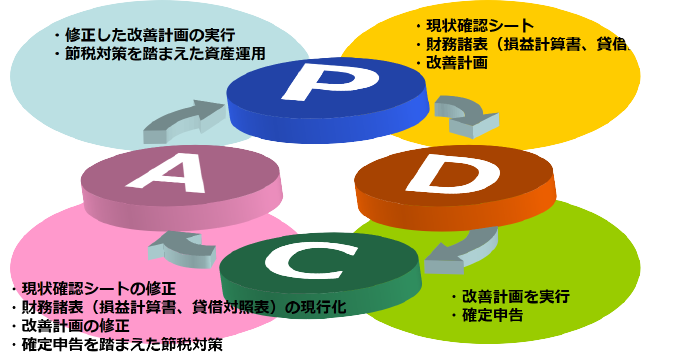 ・修正した改善計画の実行
・節税対策を踏まえた資産運用
・現状確認シート
・財務諸表（損益計算書、貸借
・改善計画
P
A
D
C
・現状確認シートの修正
・財務諸表（損益計算書、貸借対照表）の現行化
・改善計画の修正
・確定申告を踏まえた節税対策
・改善計画を実行
・確定申告